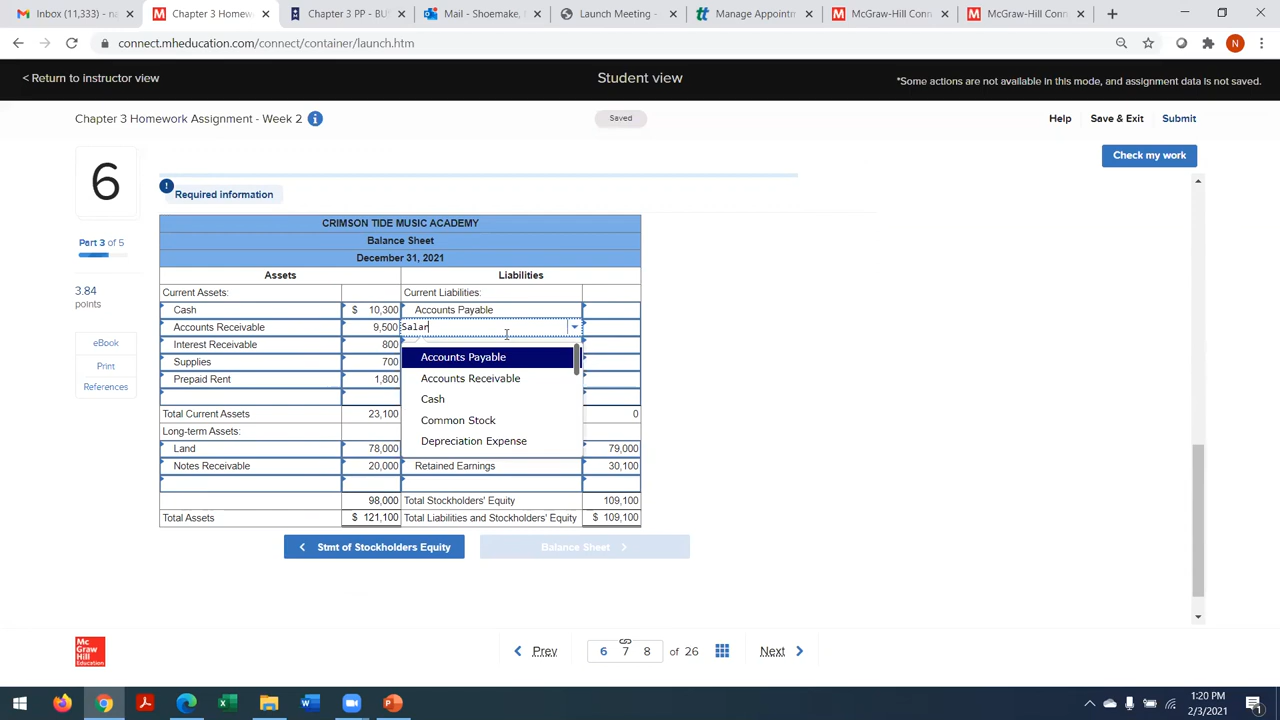 Inbox (11,333) - na
Chapter 3 Homew
Chapter 3 PP - BUS
Mail - Shoemake,
Launch Meeting -
Manage Appointm
McGraw-Hill Conn
McGraw-Hill Conn
connect.mheducation.com/connect/container/launch.htm
N
< Return to instructor view
Student view
*Some actions are not available in this mode, and assignment data is not saved.
Chapter 3 Homework Assignment - Week 2
Saved
Help
Save & Exit
Submit
Check my work
6
Required information
Part 3 of 5
3.84
points
eBook
Print
References
CRIMSON TIDE MUSIC ACADEMY
Balance Sheet
December 31, 2021
Assets Liabilities
Current Assets: Current Liabilities:
Cash $ 10,300 Accounts Payable
Accounts Receivable 9,500 Salar
Interest Receivable 800
Supplies 700
Prepaid Rent 1,800
Accounts Payable
Accounts Receivable
Cash
Common Stock
Depreciation Expense
Total Current Assets 23,100 0
Long-term Assets:
Land 78,000 79,000
Notes Receivable 20,000 Retained Earnings 30,100
98,000 Total Stockholders' Equity 109,100
Total Assets $ 121,100 Total Liabilities and Stockholders' Equity $ 109,100
< Stmt of Stockholders Equity
Balance Sheet >
Mc
Graw
Hill
Education
< Prev
6 7 8 of 26
Next >
1:20 PM
2/3/2021